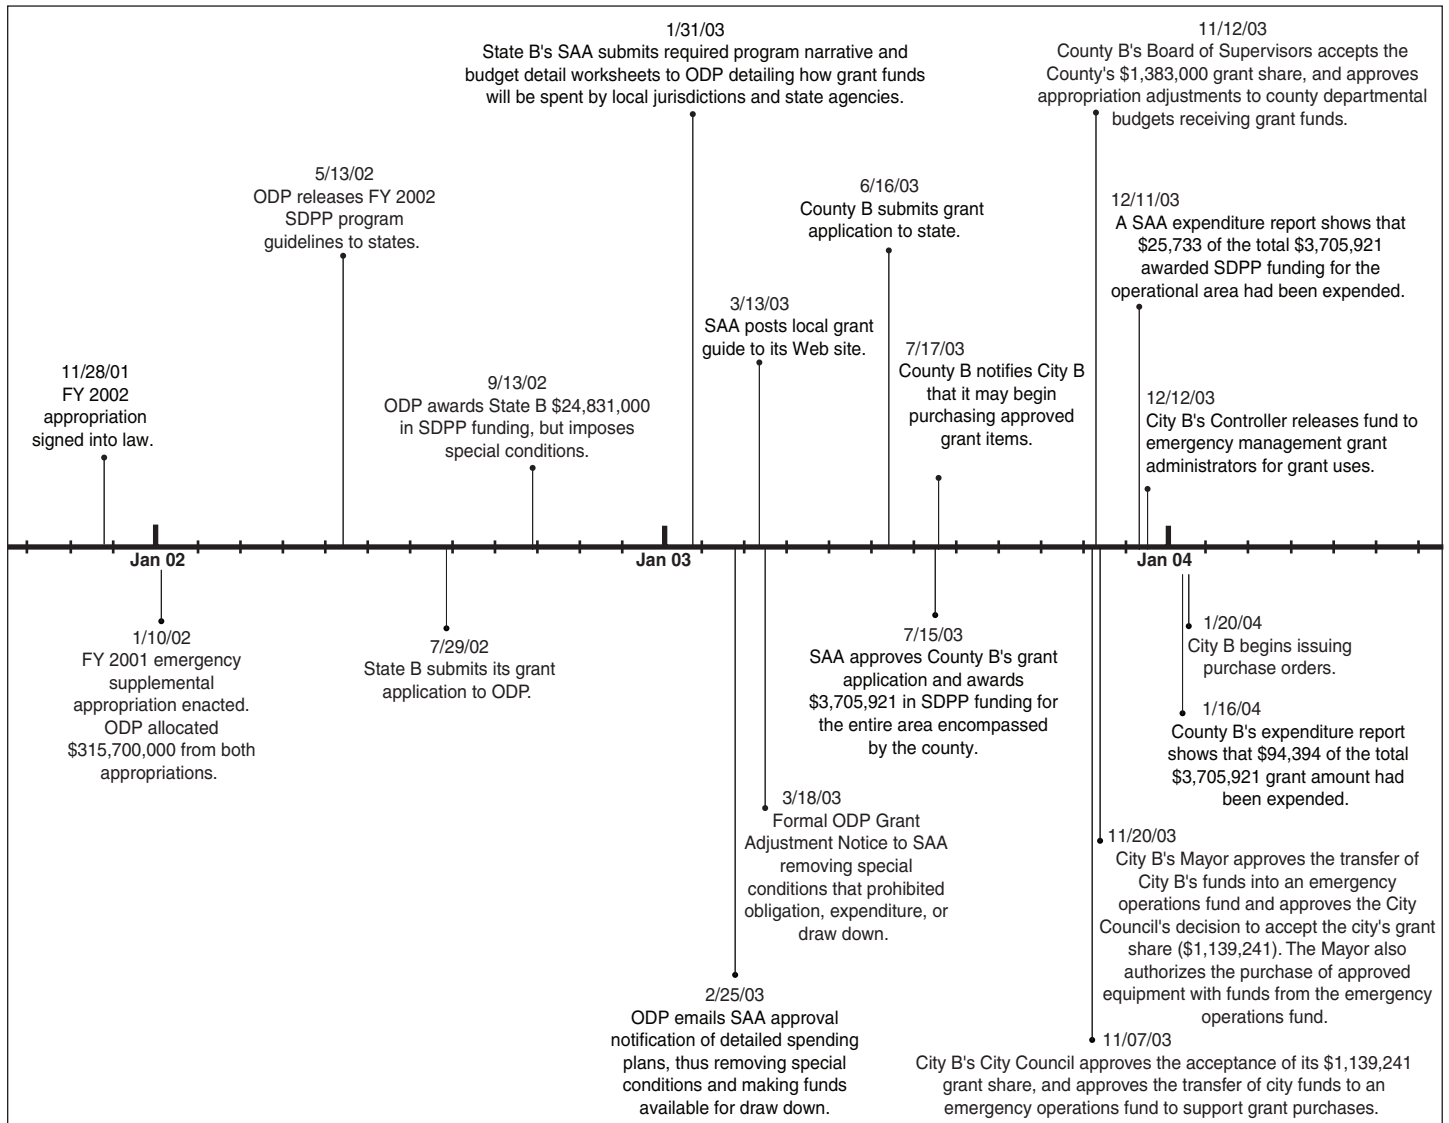 1/31/03
State B's SAA submits required program narrative and
budget detail worksheets to ODP detailing how grant funds
will be spent by local jurisdictions and state agencies.
11/12/03
County B's Board of Supervisors accepts the
County's $1,383,000 grant share, and approves
appropriation adjustments to county departmental
budgets receiving grant funds.
5/13/02
ODP releases FY 2002
SDPP program
guidelines to states.
6/16/03
County B submits grant
application to state.
12/11/03
A SAA expenditure report shows that
$25,733 of the total $3,705,921
awarded SDPP funding for the
operational area had been expended.
3/13/03
SAA posts local grant
guide to its Web site.
7/17/03
County B notifies City B
that it may begin
purchasing approved
grant items.
11/28/01
FY 2002
appropriation
signed into law.
9/13/02
ODP awards State B $24,831,000
in SDPP funding, but imposes
special conditions.
12/12/03
City B's Controller releases fund to
emergency management grant
administrators for grant uses.
Jan 02
Jan 03
Jan 04
1/10/02
FY 2001 emergency
supplemental
appropriation enacted.
ODP allocated
$315,700,000 from both
appropriations.
7/29/02
State B submits its grant
application to ODP.
7/15/03
SAA approves County B's grant
application and awards
$3,705,921 in SDPP funding for
the entire area encompassed
by the county.
1/20/04
City B begins issuing
purchase orders.
1/16/04
County B's expenditure report
shows that $94,394 of the total
$3,705,921 grant amount had
been expended.
3/18/03
Formal ODP Grant
Adjustment Notice to SAA
removing special
conditions that prohibited
obligation, expenditure, or
draw down.
11/20/03
City B's Mayor approves the transfer of
City B's funds into an emergency
operations fund and approves the City
Council's decision to accept the city's grant
share ($1,139,241). The Mayor also
authorizes the purchase of approved
equipment with funds from the emergency
operations fund.
2/25/03
ODP emails SAA approval
notification of detailed spending
plans, thus removing special
conditions and making funds
available for draw down.
11/07/03
City B's City Council approves the acceptance of its $1,139,241
grant share, and approves the transfer of city funds to an
emergency operations fund to support grant purchases.